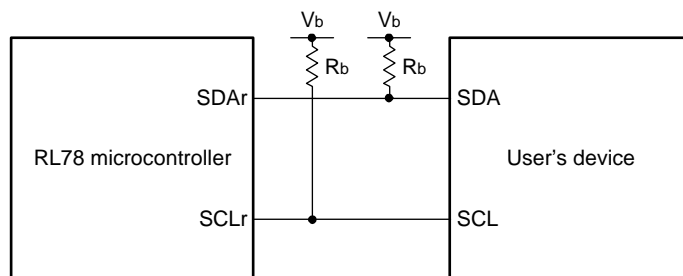 Vb Vb
Rb Rb
SDAr SDA
RL78 microcontroller User's device
SCLr SCL